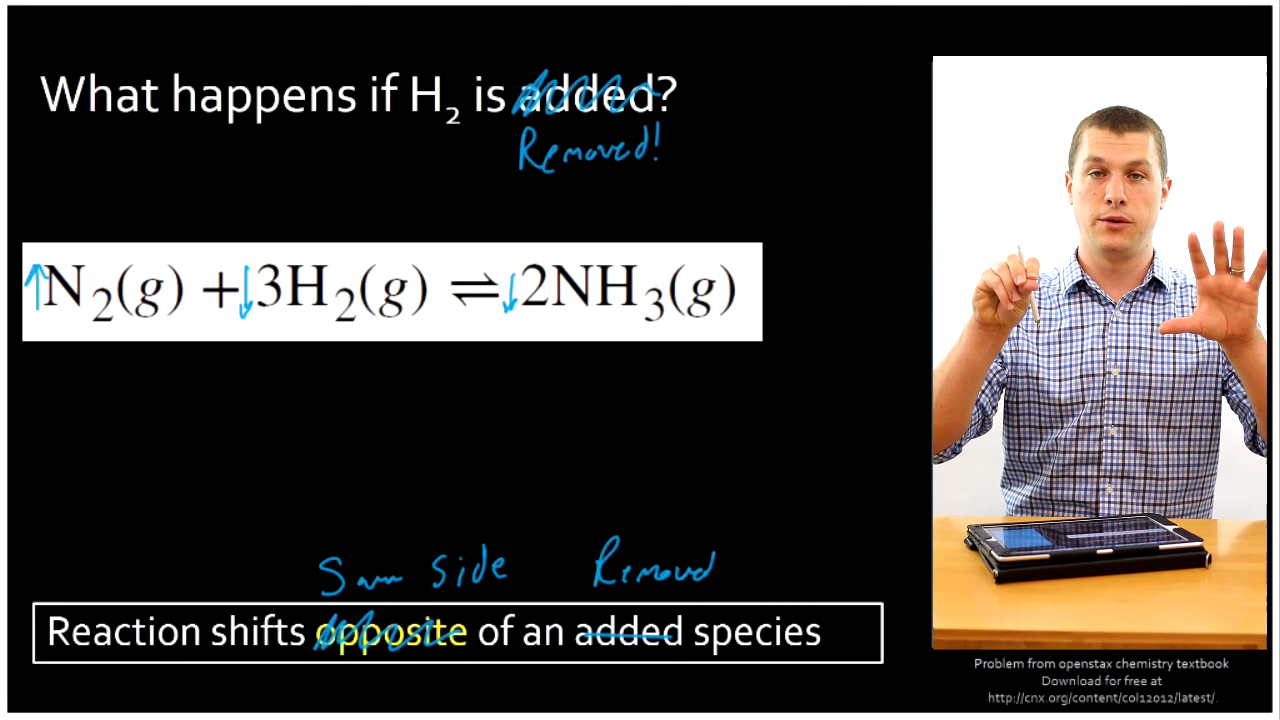 What happens if H₂ is added?
Removed!
↑N₂(g) + ↓3H₂(g) ⇌ ↓2NH₃(g)
Same side Removed
Reaction shifts opposite of an added species
Problem from openstax chemistry textbook
Download for free at
http://cnx.org/content/col12012/latest/.